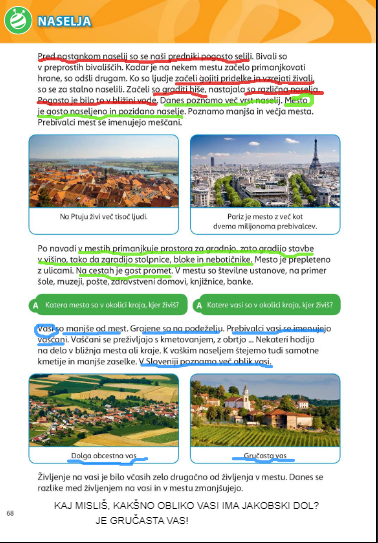 NASELJA
Pred nastankom naselij so se naši predniki pogosto selili. Bivali so
v preprostih bivališčih. Kadar je na nekem mestu začelo primanjkovati
hrane, so odšli drugam. Ko so ljudje začeli gojiti pridelke in vzrejati živali,
so se za stalno naselili. Začeli so graditi hiše, nastajala so različna naselja.
Pogosto je bilo to v bližini vode. Danes poznamo več vrst naselij. Mesto
je gosto naseljeno in pozidano naselje. Poznamo manjša in večja mesta.
Prebivalci mest se imenujejo meščani.
Na Ptuju živi več tisoč ljudi.
Pariz je mesto z več kot
dvema milijonoma prebivalcev.
Po navadi v mestih primanjkuje prostora za gradnjo, zato gradijo stavbe
v višino, tako da zgradijo stolpnice, bloke in nebotičnike. Mesto je prepleteno
z ulicami. Na cestah je gost promet. V mestu so številne ustanove, na primer
šole, muzeji, pošte, zdravstveni domovi, knjižnice, banke.
A Katera mesta so v okolici kraja, kjer živiš?
A Katere vasi so v okolici kraja, kjer živiš?
Vasi so manjše od mest. Grajene so na podeželju. Prebivalci vasi se imenujejo
vaščani. Vaščani se preživljajo s kmetovanjem, z obrtjo ... Nekateri hodijo
na delo v bližnja mesta ali kraje. K vaškim naseljem štejemo tudi samotne
kmetije in manjše zaselke. V Sloveniji poznamo več oblik vasi.
Dolga obcestna vas
Gručasta vas
Življenje na vasi je bilo včasih zelo drugačno od življenja v mestu. Danes se
razlike med življenjem na vasi in v mestu zmanjšujejo.
KAJ MISLIŠ, KAKŠNO OBLIKO VASI IMA JAKOBSKI DOL?
JE GRUČASTA VAS!
68